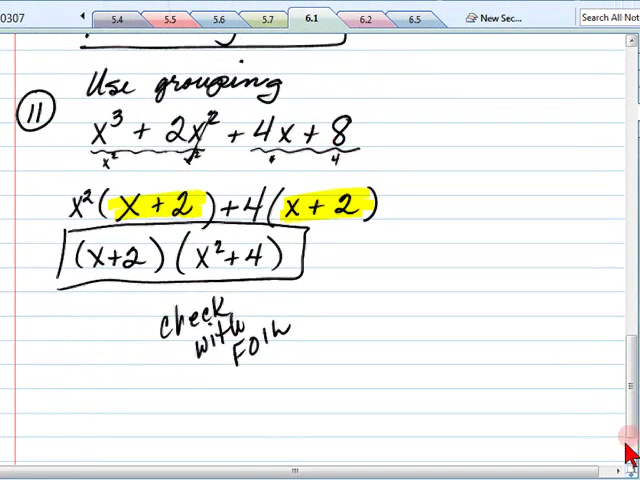 0307 5.4 5.5 5.6 5.7 6.1 6.2 6.5 New Sec... Search All Not
Use grouping
11 x³ + 2x² + 4x + 8
x² x² 4 4
x²(x+2)+4(x+2)
(x+2)(x²+4)
check
with
FOIL